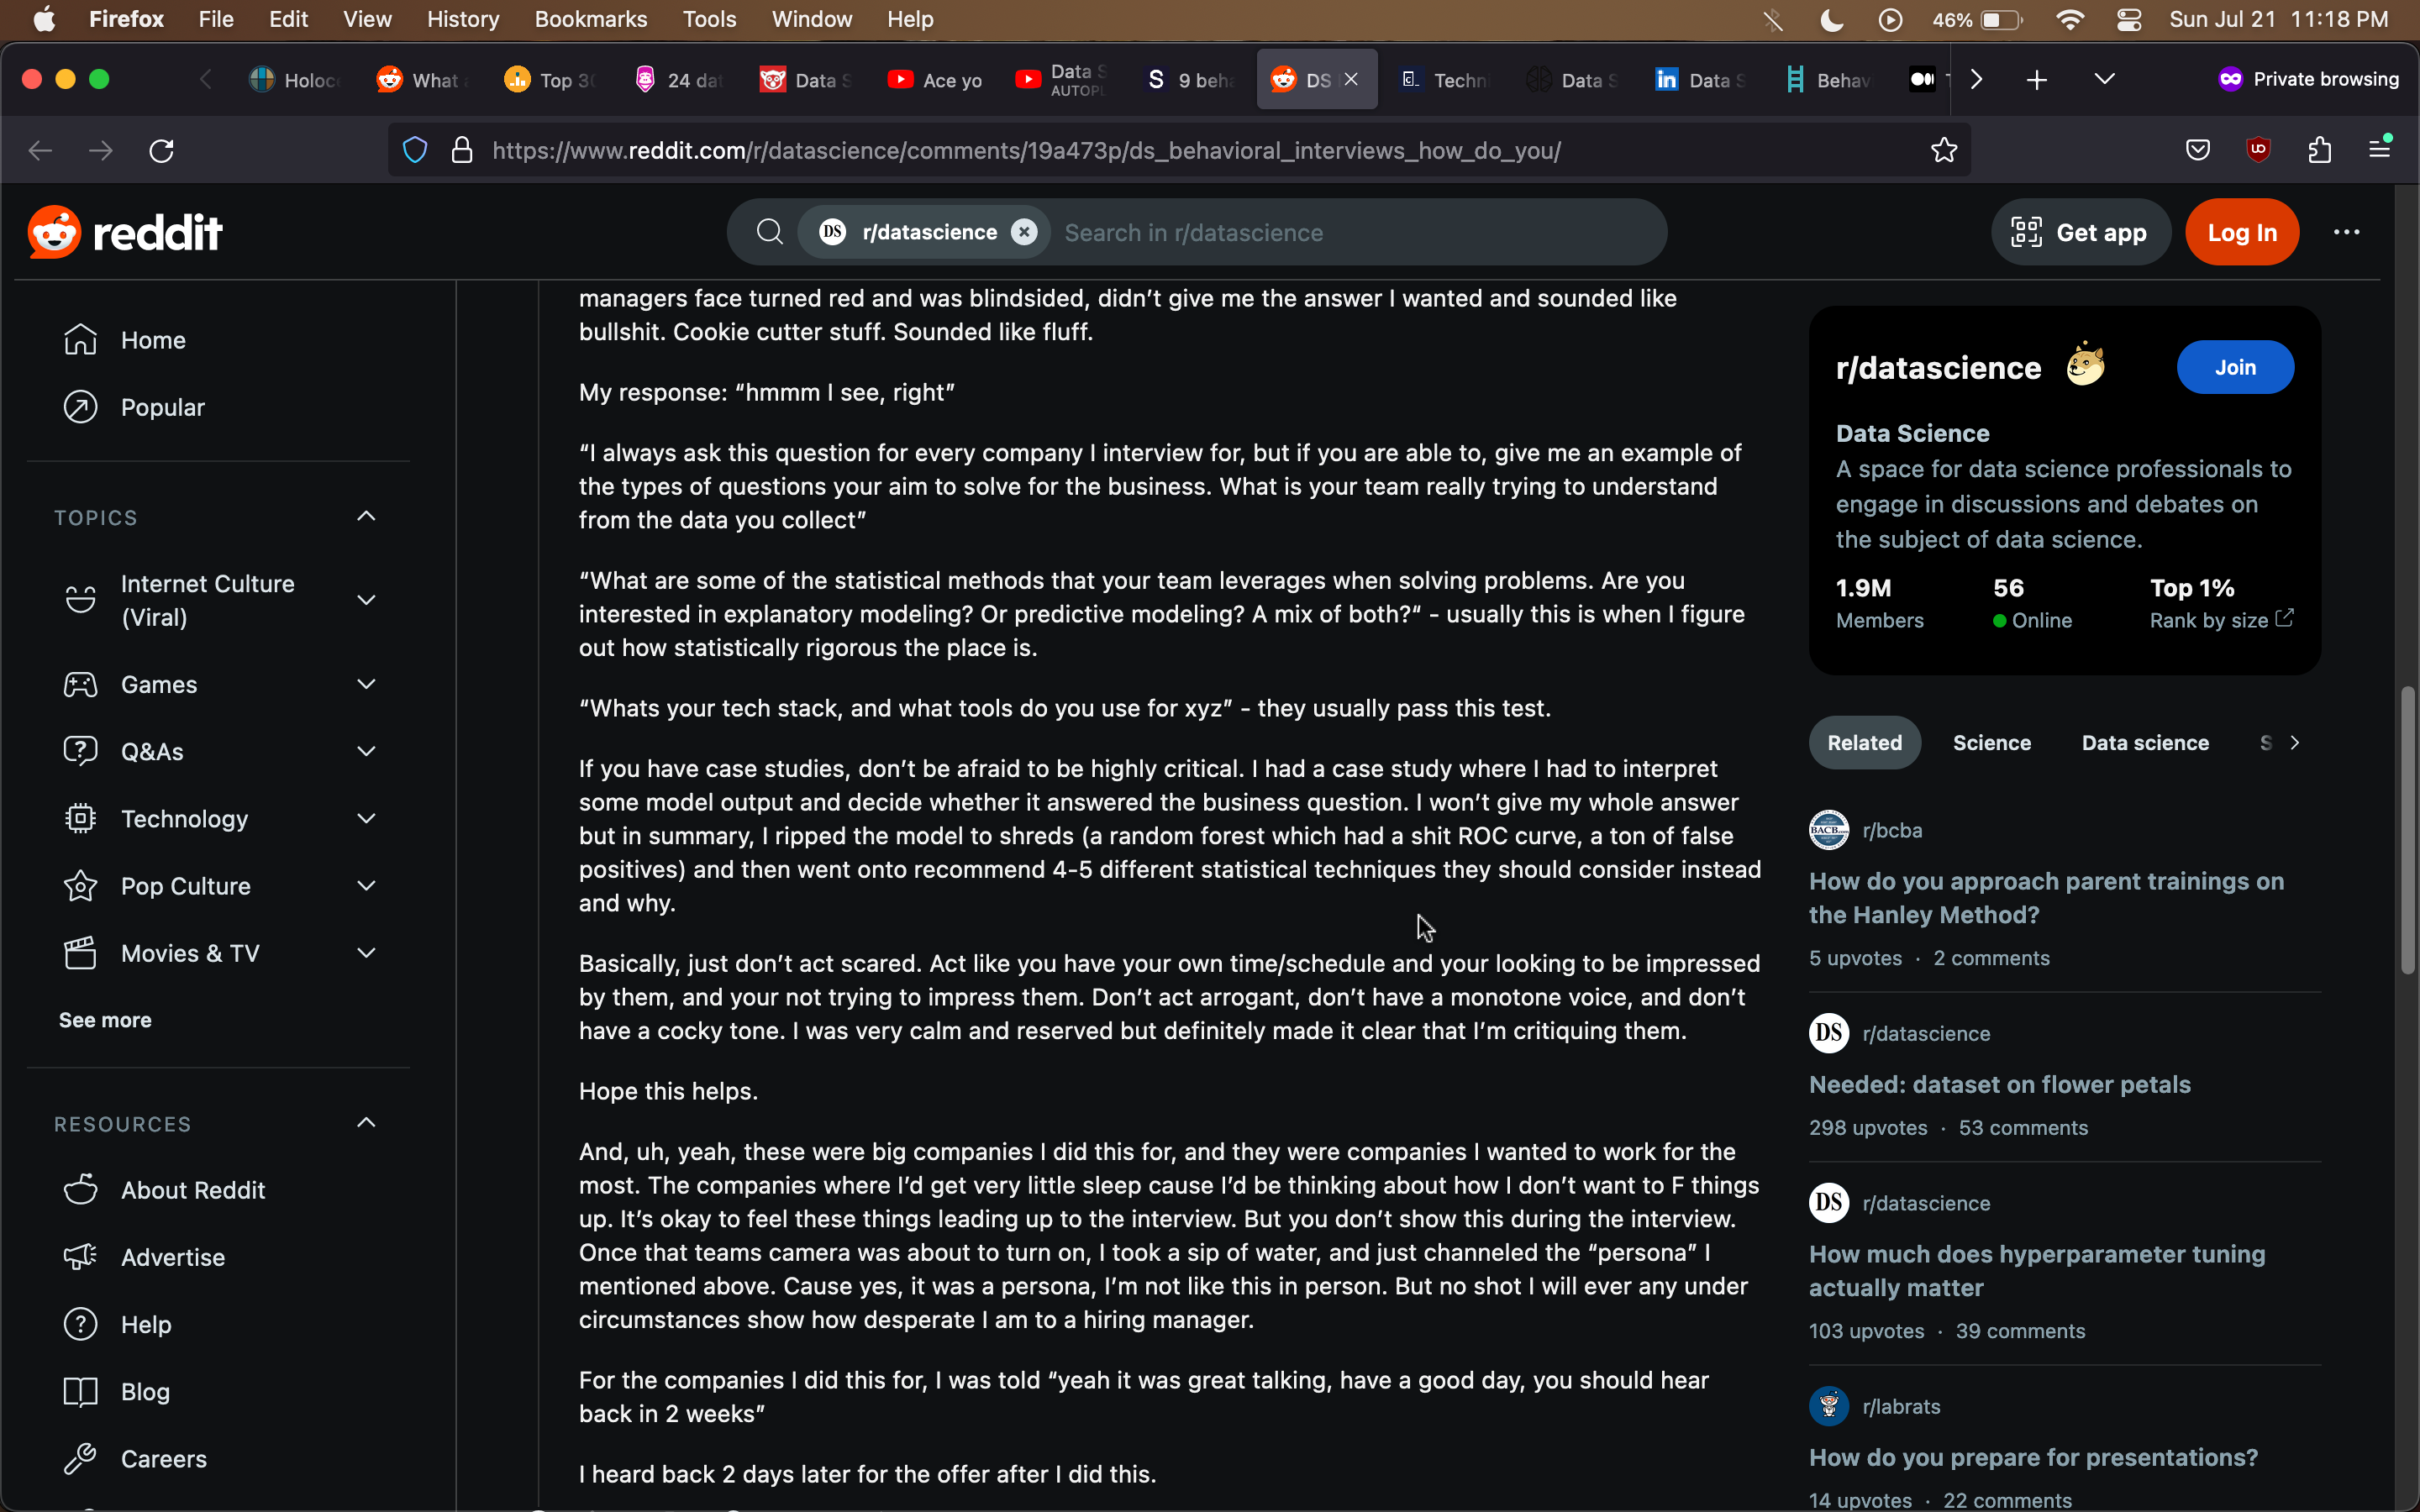 Firefox File Edit View History Bookmarks Tools Window Help 46% Sun Jul 21 11:18 PM
Holoc What Top 3 24 dat Data S Ace yo Data S 9 beha DS Techni Data S Data S Behav
AUTOPL
Private browsing
https://www.reddit.com/r/datascience/comments/19a473p/ds_behavioral_interviews_how_do_you/
reddit
DS r/datascience Search in r/datascience
Get app
Log In
Home
Popular
TOPICS
Internet Culture
(Viral)
Games
Q&As
Technology
Pop Culture
Movies & TV
See more
RESOURCES
About Reddit
Advertise
Help
Blog
Careers
managers face turned red and was blindsided, didn’t give me the answer I wanted and sounded like
bullshit. Cookie cutter stuff. Sounded like fluff.
My response: “hmmm I see, right”
“I always ask this question for every company I interview for, but if you are able to, give me an example of
the types of questions your aim to solve for the business. What is your team really trying to understand
from the data you collect”
“What are some of the statistical methods that your team leverages when solving problems. Are you
interested in explanatory modeling? Or predictive modeling? A mix of both?“ - usually this is when I figure
out how statistically rigorous the place is.
“Whats your tech stack, and what tools do you use for xyz” - they usually pass this test.
If you have case studies, don’t be afraid to be highly critical. I had a case study where I had to interpret
some model output and decide whether it answered the business question. I won’t give my whole answer
but in summary, I ripped the model to shreds (a random forest which had a shit ROC curve, a ton of false
positives) and then went onto recommend 4-5 different statistical techniques they should consider instead
and why.
Basically, just don’t act scared. Act like you have your own time/schedule and your looking to be impressed
by them, and your not trying to impress them. Don’t act arrogant, don’t have a monotone voice, and don’t
have a cocky tone. I was very calm and reserved but definitely made it clear that I’m critiquing them.
Hope this helps.
And, uh, yeah, these were big companies I did this for, and they were companies I wanted to work for the
most. The companies where I’d get very little sleep cause I’d be thinking about how I don’t want to F things
up. It’s okay to feel these things leading up to the interview. But you don’t show this during the interview.
Once that teams camera was about to turn on, I took a sip of water, and just channeled the “persona” I
mentioned above. Cause yes, it was a persona, I’m not like this in person. But no shot I will ever any under
circumstances show how desperate I am to a hiring manager.
For the companies I did this for, I was told “yeah it was great talking, have a good day, you should hear
back in 2 weeks”
I heard back 2 days later for the offer after I did this.
r/datascience
Join
Data Science
A space for data science professionals to
engage in discussions and debates on
the subject of data science.
1.9M 56 Top 1%
Members Online Rank by size
Related Science Data science S
BACB r/bcba
How do you approach parent trainings on
the Hanley Method?
5 upvotes · 2 comments
DS r/datascience
Needed: dataset on flower petals
298 upvotes · 53 comments
DS r/datascience
How much does hyperparameter tuning
actually matter
103 upvotes · 39 comments
r/labrats
How do you prepare for presentations?
14 upvotes · 22 comments